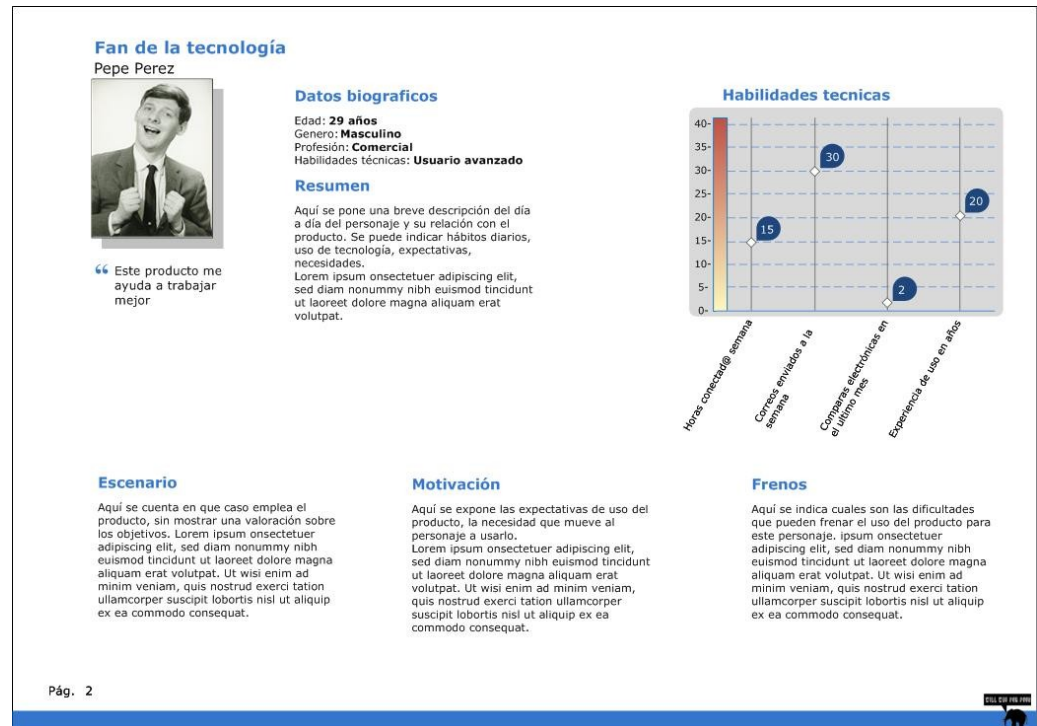 Fan de la tecnología
Pepe Perez
“ Este producto me
ayuda a trabajar
mejor
Datos biograficos
Edad: 29 años
Genero: Masculino
Profesión: Comercial
Habilidades técnicas: Usuario avanzado
Resumen
Aquí se pone una breve descripción del día
a día del personaje y su relación con el
producto. Se puede indicar hábitos diarios,
uso de tecnología, expectativas,
necesidades.
Lorem ipsum onsectetuer adipiscing elit,
sed diam nonummy nibh euismod tincidunt
ut laoreet dolore magna aliquam erat
volutpat.
Habilidades tecnicas
40-
35-
30-
25-
20-
15-
10-
5-
0-
15
30
2
20
Horas conectad@ semana
Correos enviados a la
semana
Comparas electrónicas en
el ultimo mes
Experiencia de uso en años
Escenario
Aquí se cuenta en que caso emplea el
producto, sin mostrar una valoración sobre
los objetivos. Lorem ipsum onsectetuer
adipiscing elit, sed diam nonummy nibh
euismod tincidunt ut laoreet dolore magna
aliquam erat volutpat. Ut wisi enim ad
minim veniam, quis nostrud exerci tation
ullamcorper suscipit lobortis nisl ut aliquip
ex ea commodo consequat.
Motivación
Aquí se expone las expectativas de uso del
producto, la necesidad que mueve al
personaje a usarlo.
Lorem ipsum onsectetuer adipiscing elit,
sed diam nonummy nibh euismod tincidunt
ut laoreet dolore magna aliquam erat
volutpat. Ut wisi enim ad minim veniam,
quis nostrud exerci tation ullamcorper
suscipit lobortis nisl ut aliquip ex ea
commodo consequat.
Frenos
Aquí se indica cuales son las dificultades
que pueden frenar el uso del producto para
este personaje. ipsum onsectetuer
adipiscing elit, sed diam nonummy nibh
euismod tincidunt ut laoreet dolore magna
aliquam erat volutpat. Ut wisi enim ad
minim veniam, quis nostrud exerci tation
ullamcorper suscipit lobortis nisl ut aliquip
ex ea commodo consequat.
Pág. 2